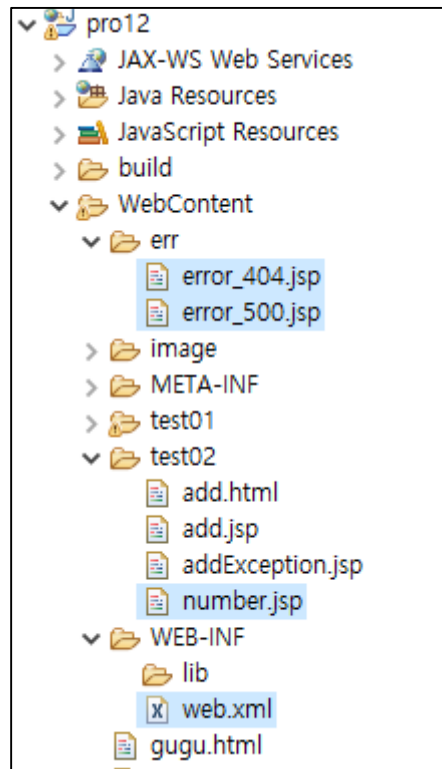 pro12
JAX-WS Web Services
Java Resources
JavaScript Resources
build
WebContent
err
error_404.jsp
error_500.jsp
image
META-INF
test01
test02
add.html
add.jsp
addException.jsp
number.jsp
WEB-INF
lib
web.xml
gugu.html